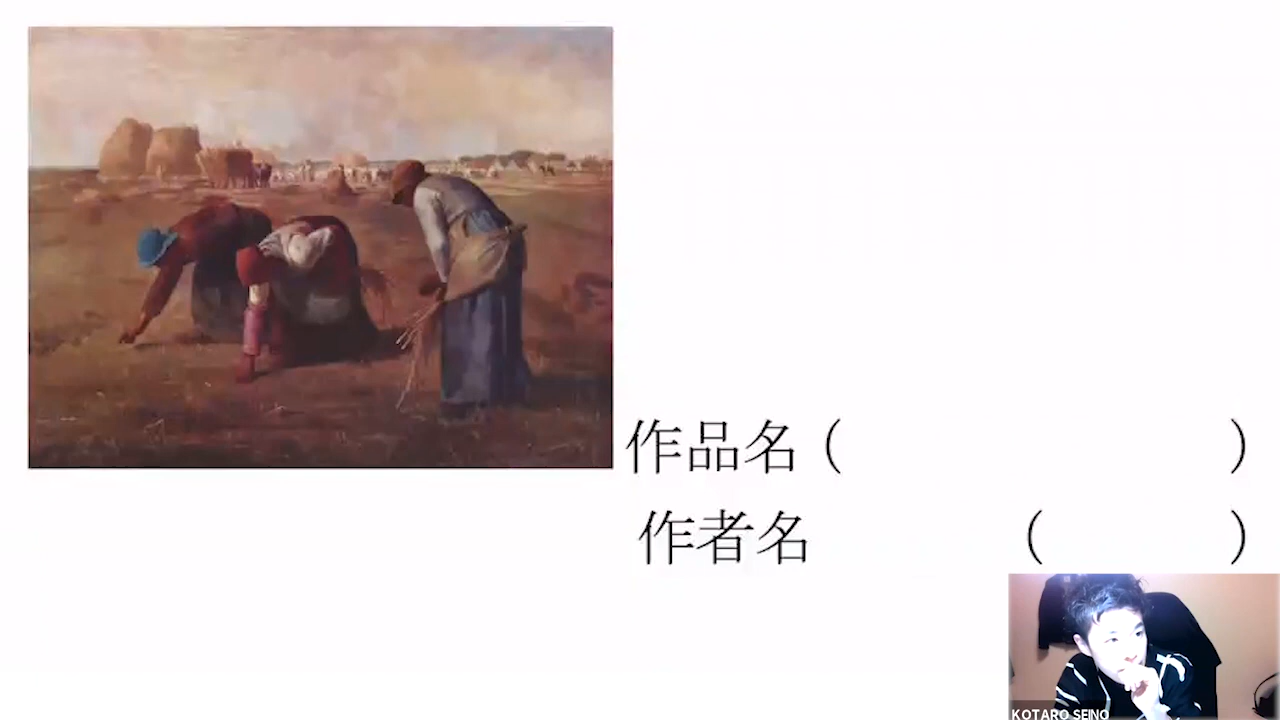 作品名（　　　　　　　）
作者名　　　　（　　　）
KOTARO SEINO